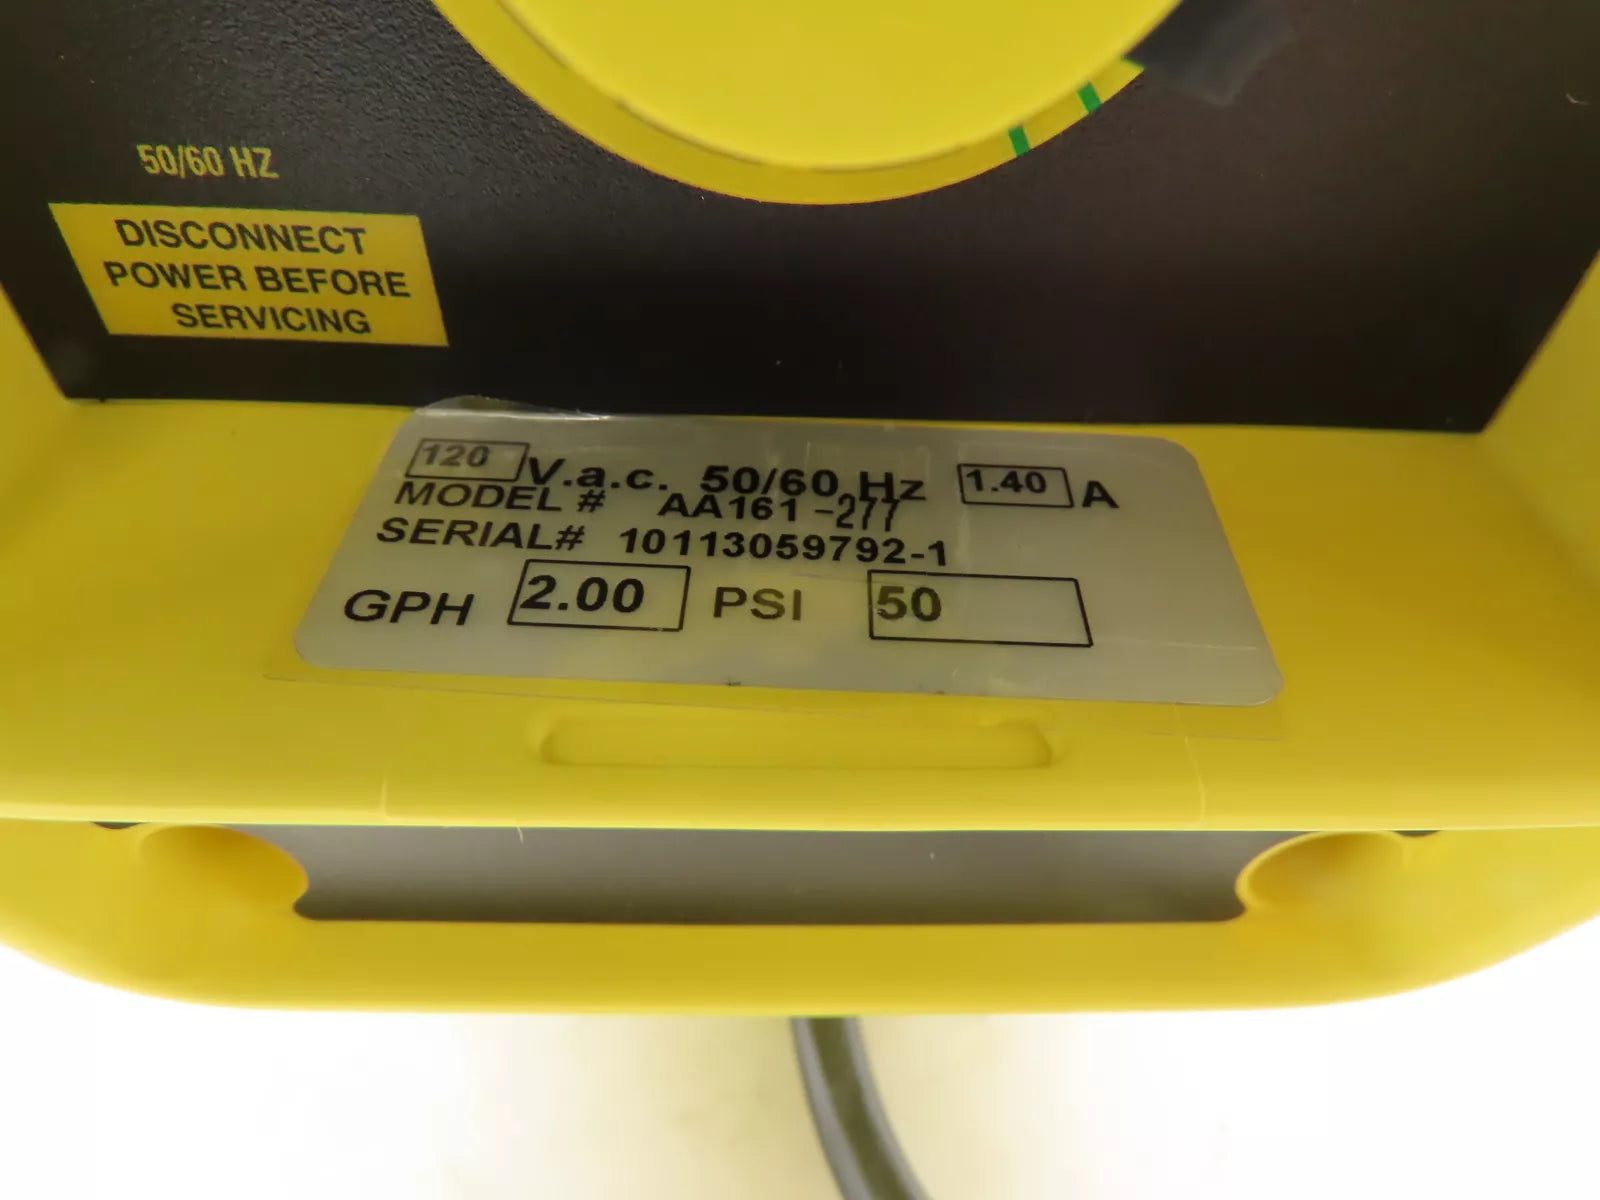 50/60 HZ
DISCONNECT
POWER BEFORE
SERVICING
120 V.a.c. 50/60 Hz 1.40 A
MODEL # AA161-277
SERIAL# 10113059792-1
GPH 2.00 PSI 50